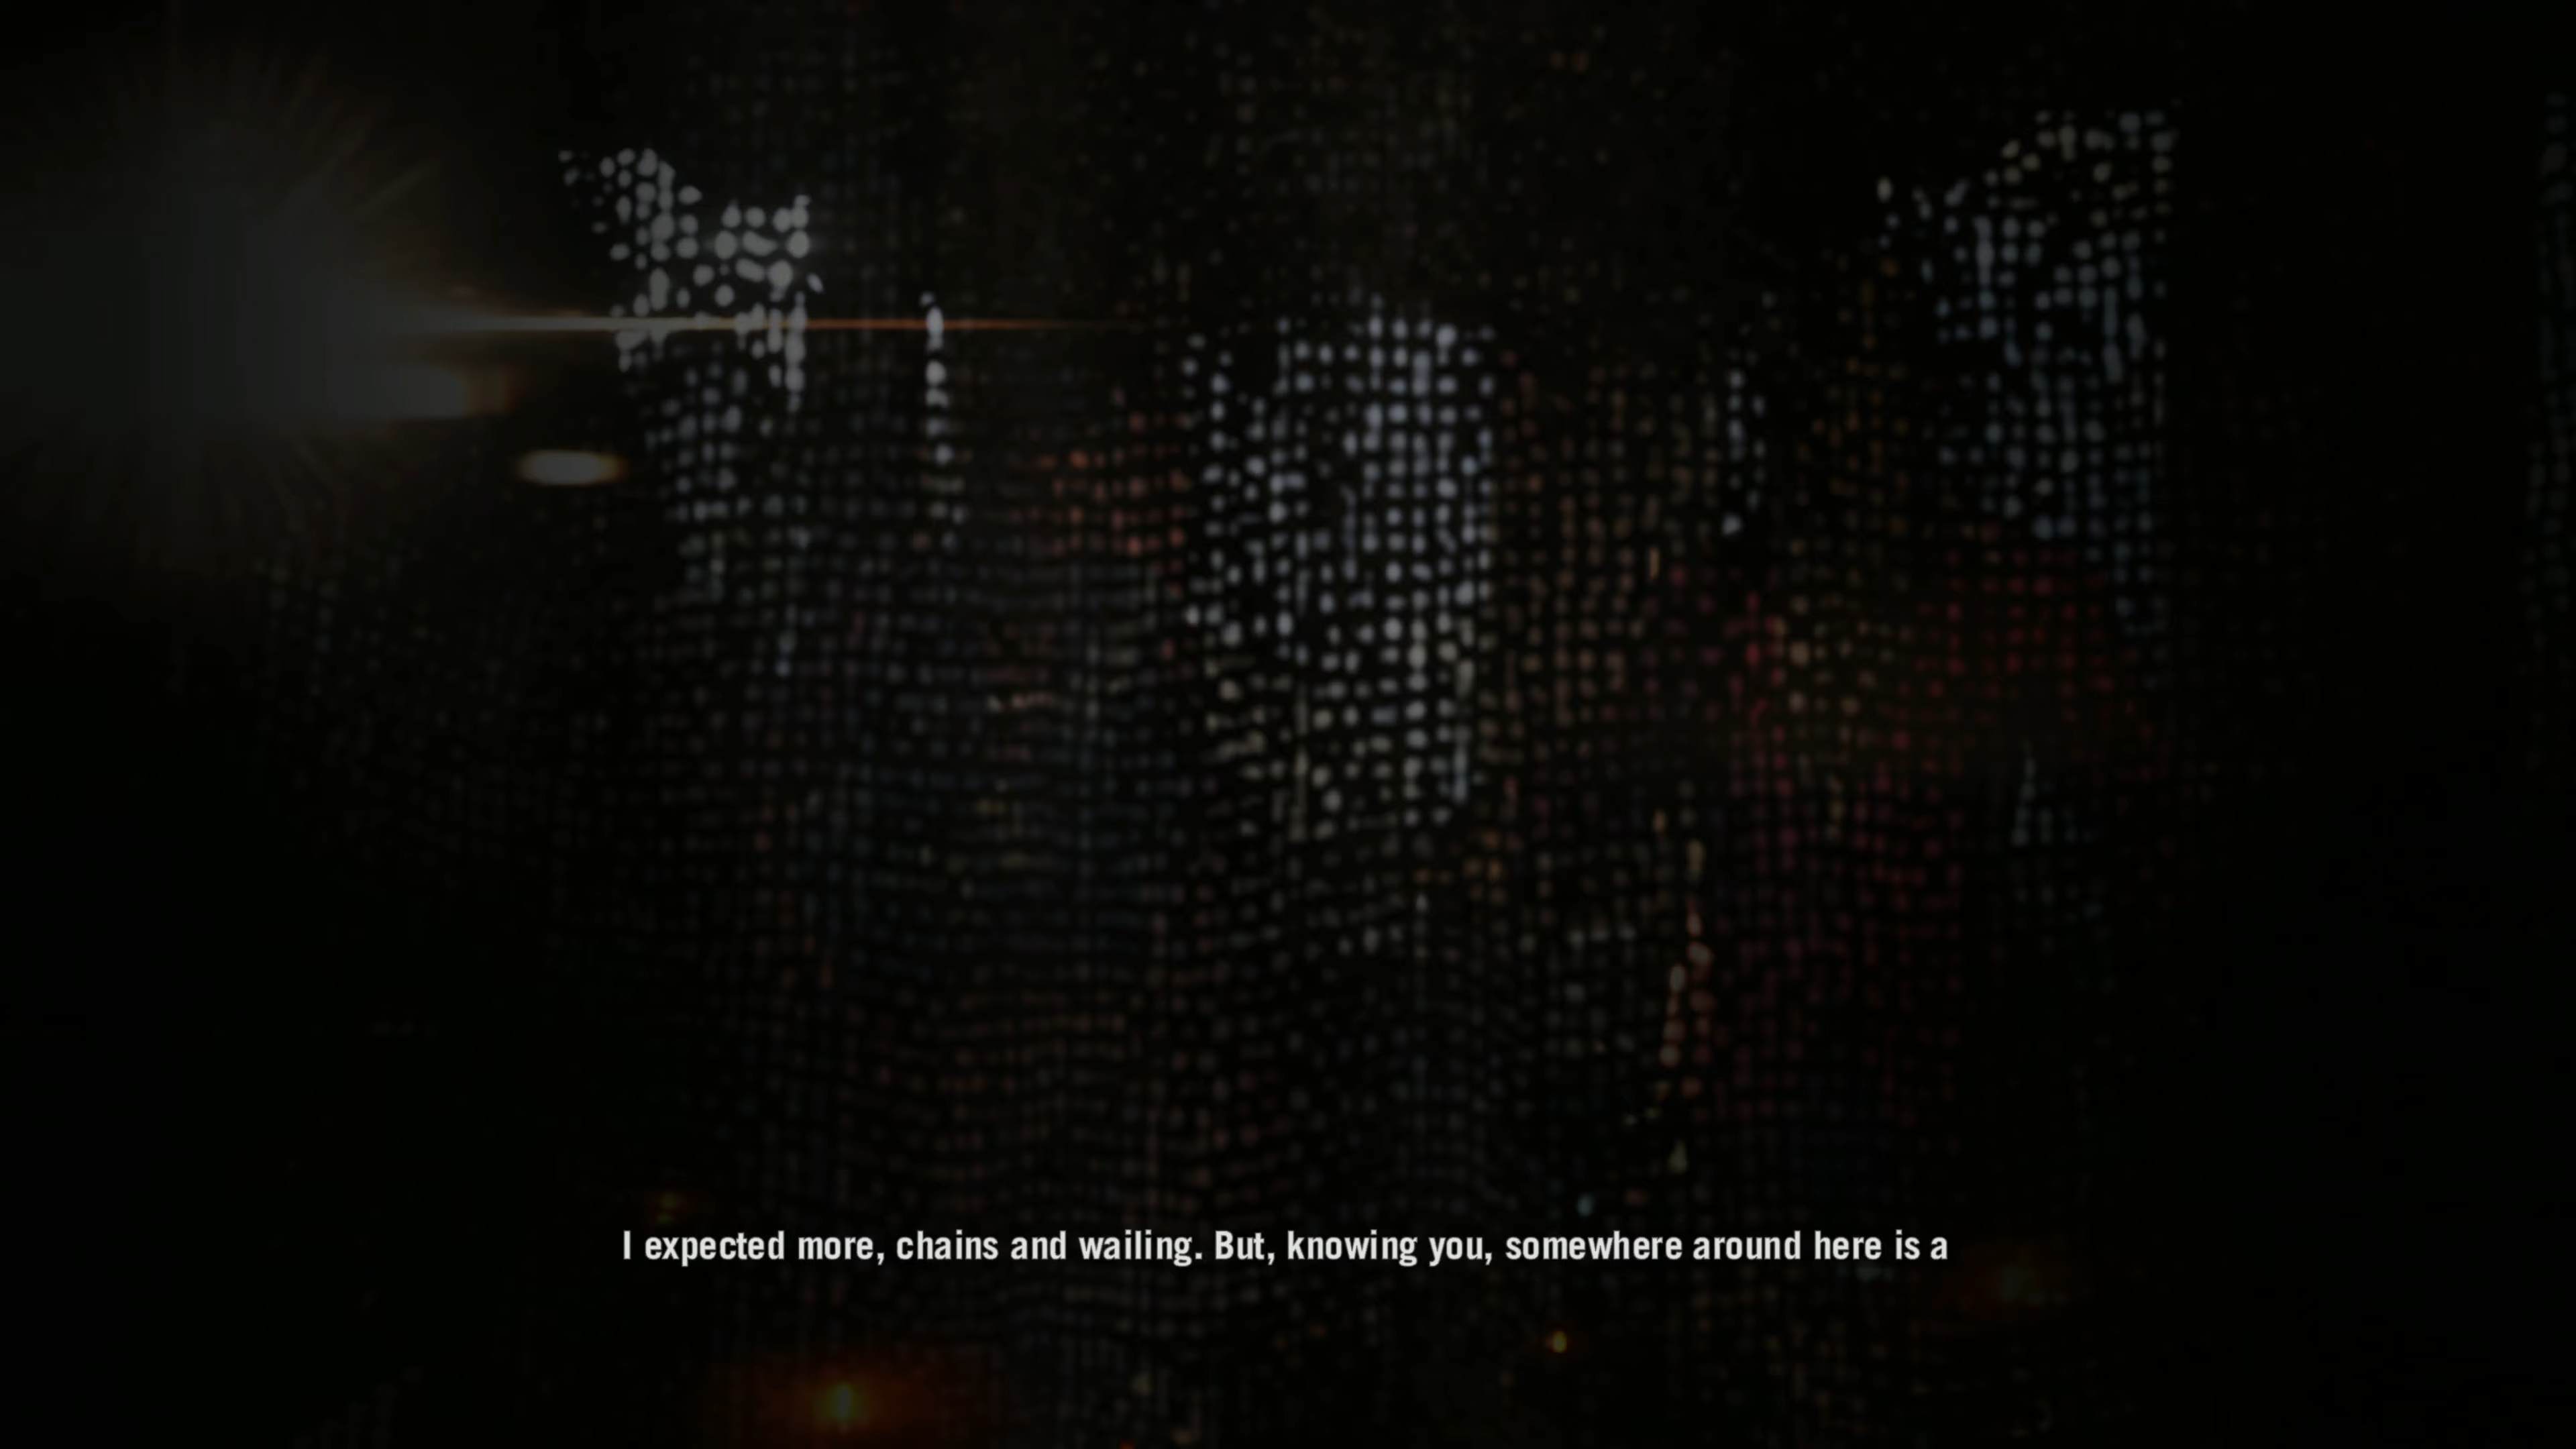 I expected more, chains and wailing. But, knowing you, somewhere around here is a